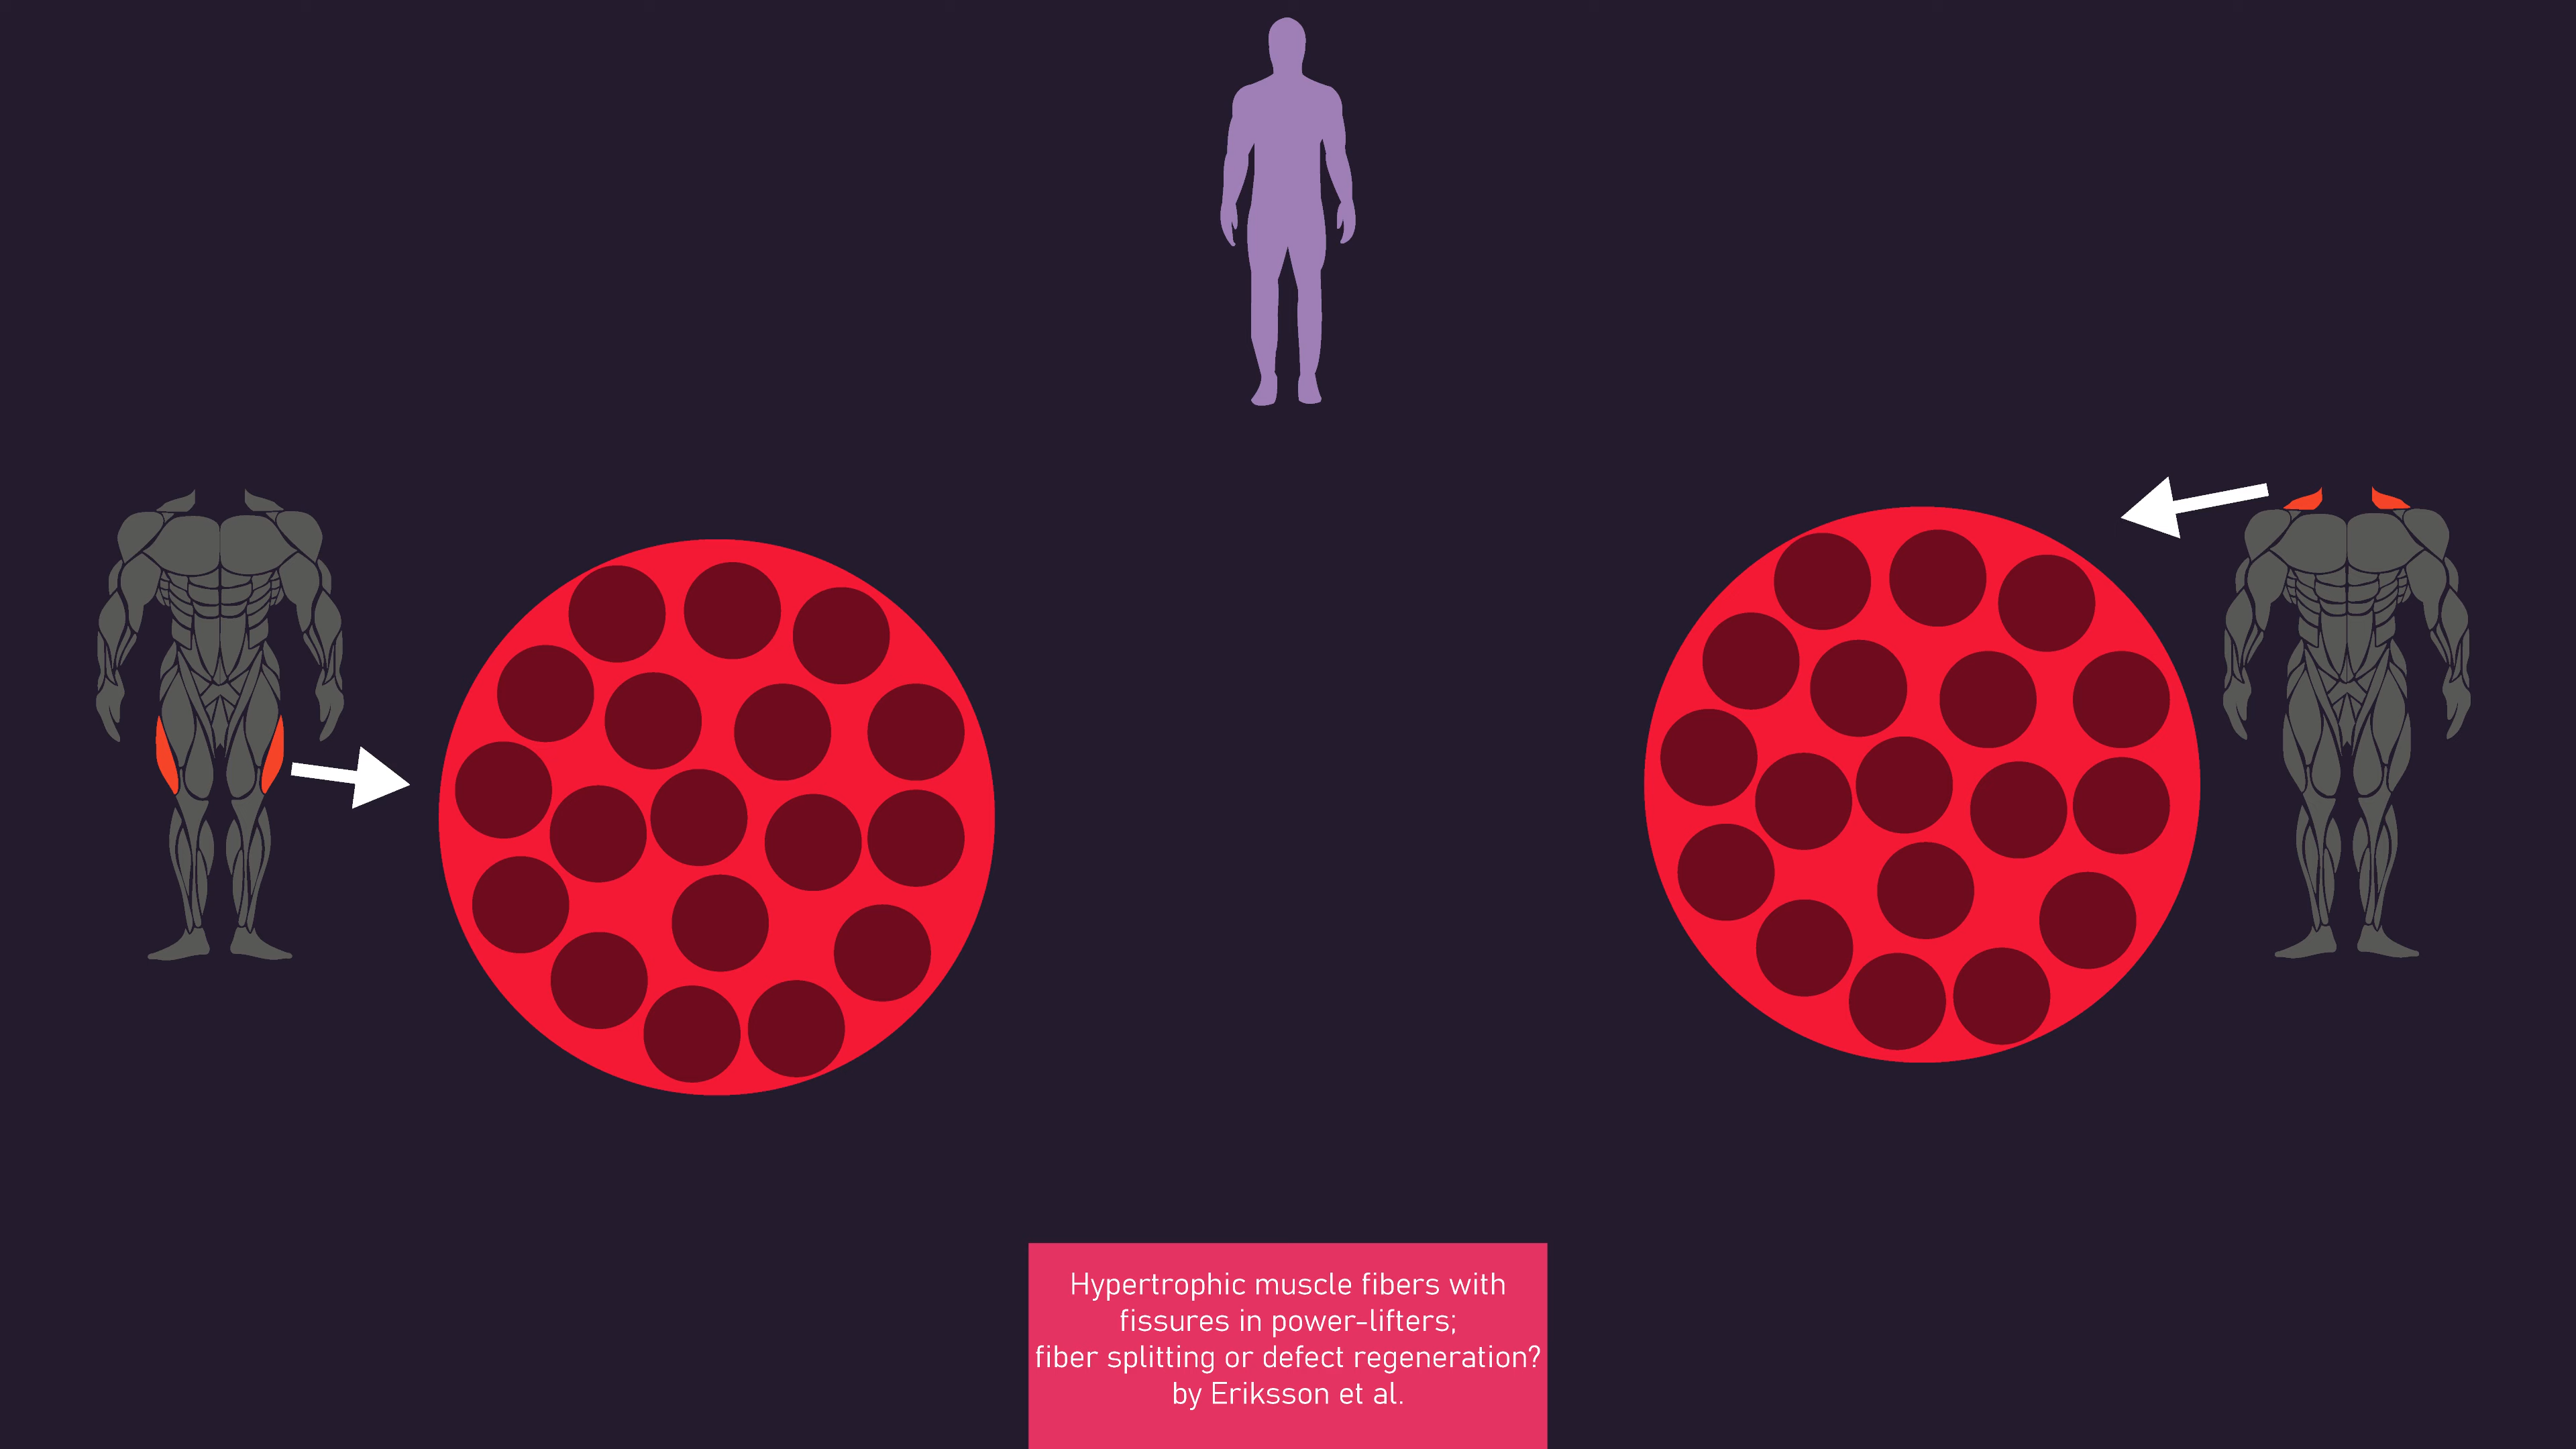 Hypertrophic muscle fibers with
fissures in power-lifters;
fiber splitting or defect regeneration?
by Eriksson et al.